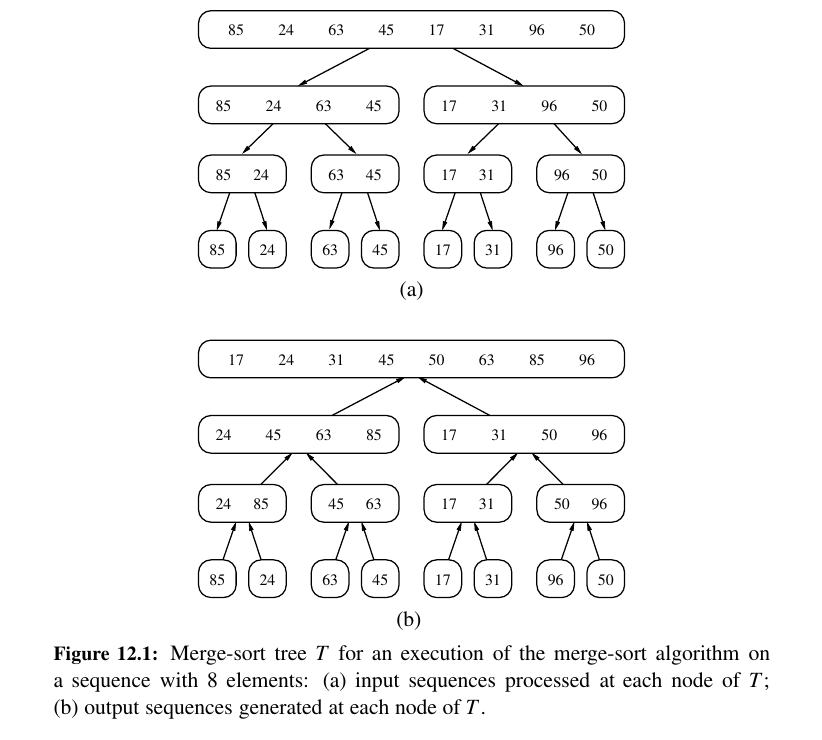 85 24 63 45 17 31 96 50
85 24 63 45 17 31 96 50
85 24 63 45 17 31 96 50
85 24 63 45 17 31 96 50
(a)
17 24 31 45 50 63 85 96
24 45 63 85 17 31 50 96
24 85 45 63 17 31 50 96
85 24 63 45 17 31 96 50
(b)
Figure 12.1: Merge-sort tree T for an execution of the merge-sort algorithm on
a sequence with 8 elements: (a) input sequences processed at each node of T;
(b) output sequences generated at each node of T.